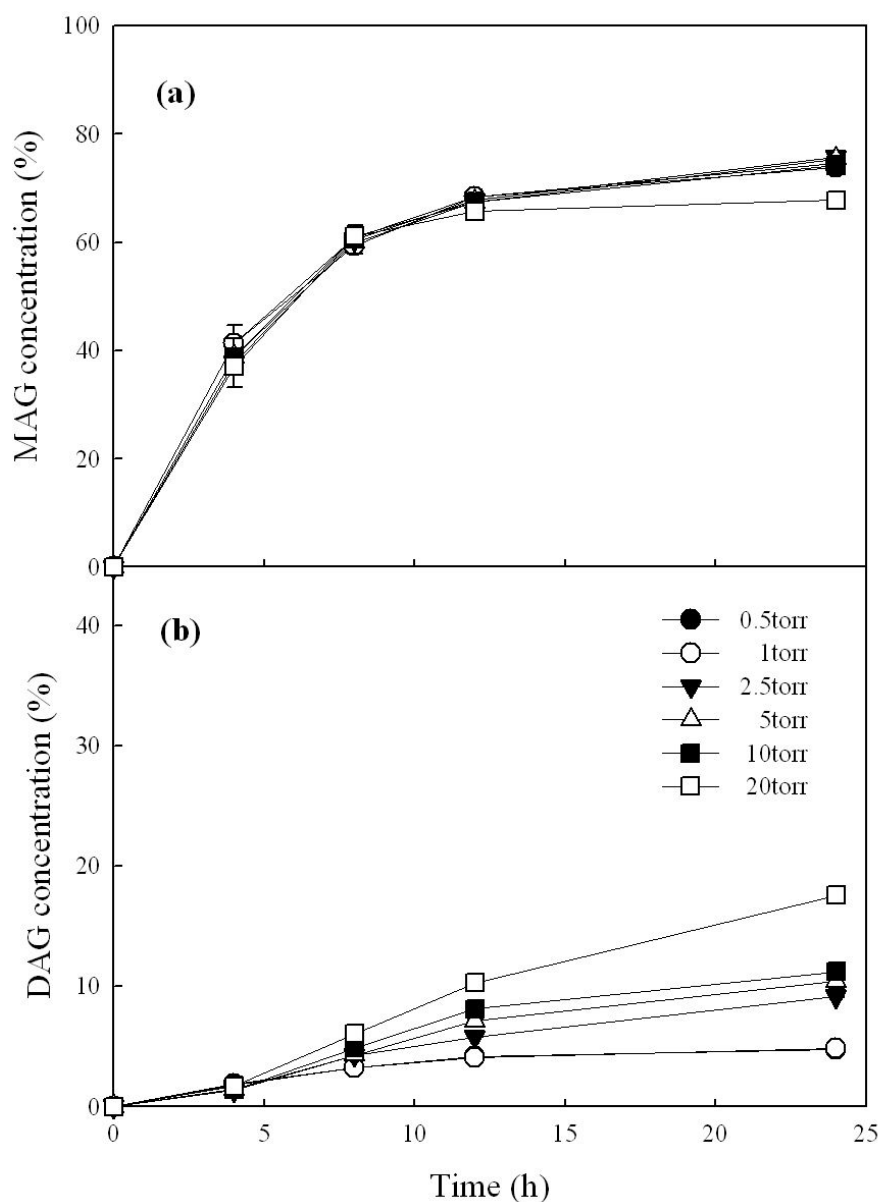 100
(a)
80
60
40
20
0
MAG concentration (%)
(b)
40
30
20
10
0
DAG concentration (%)
0.5torr
1torr
2.5torr
5torr
10torr
20torr
0 5 10 15 20 25
Time (h)